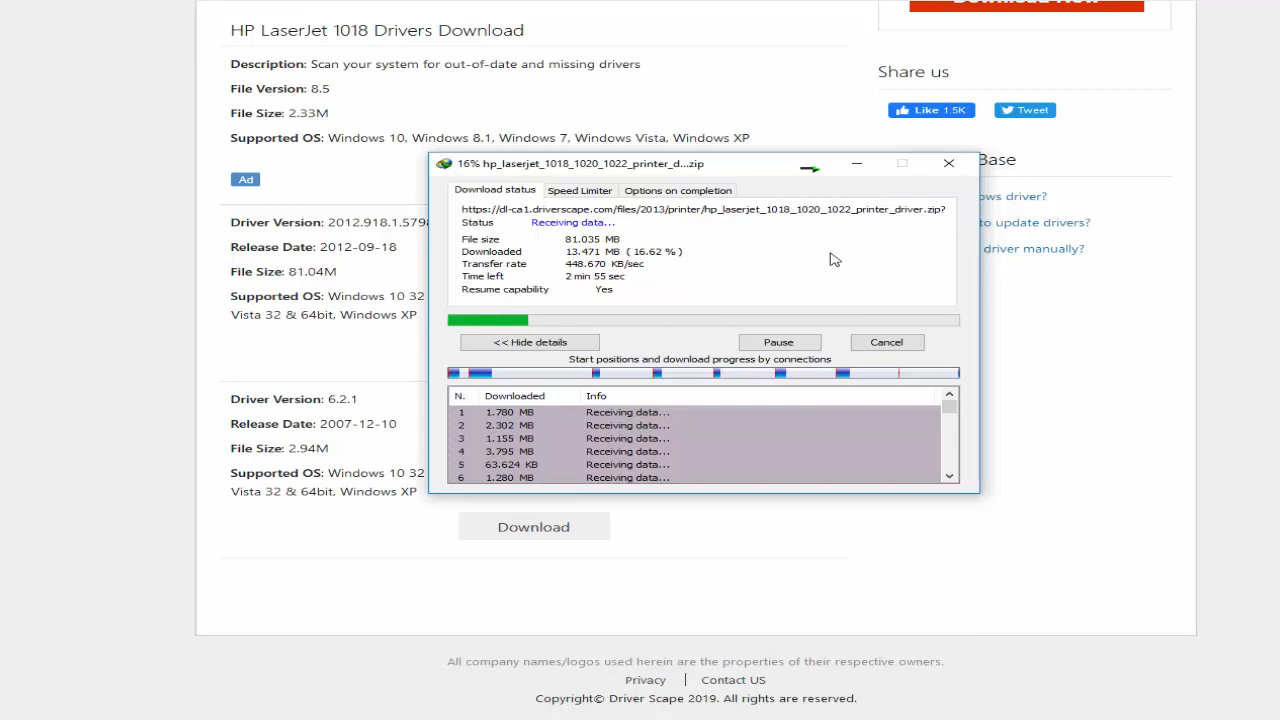 HP LaserJet 1018 Drivers Download
Description: Scan your system for out-of-date and missing drivers
File Version: 8.5
File Size: 2.33M
Supported OS: Windows 10, Windows 8.1, Windows 7, Windows Vista, Windows XP
Ad
Driver Version: 2012.918.1.5798
Release Date: 2012-09-18
File Size: 81.04M
Supported OS: Windows 10 32
Vista 32 & 64bit, Windows XP
Driver Version: 6.2.1
Release Date: 2007-12-10
File Size: 2.94M
Supported OS: Windows 10 32
Vista 32 & 64bit, Windows XP
Download
Download Now
Share us
Like 1.5K
Tweet
Base
ows driver?
to update drivers?
driver manually?
16% hp_laserjet_1018_1020_1022_printer_d...zip
Download status
Speed Limiter
Options on completion
https://dl-ca1.driverscape.com/files/2013/printer/hp_laserjet_1018_1020_1022_printer_driver.zip?
Status Receiving data...
File size 81.035 MB
Downloaded 13.471 MB ( 16.62 % )
Transfer rate 448.670 KB/sec
Time left 2 min 55 sec
Resume capability Yes
<< Hide details
Pause
Cancel
Start positions and download progress by connections
N. Downloaded Info
1 1.780 MB Receiving data...
2 2.302 MB Receiving data...
3 1.155 MB Receiving data...
4 3.795 MB Receiving data...
5 63.624 KB Receiving data...
6 1.280 MB Receiving data...
All company names/logos used herein are the properties of their respective owners.
Privacy | Contact US
Copyright© Driver Scape 2019. All rights are reserved.